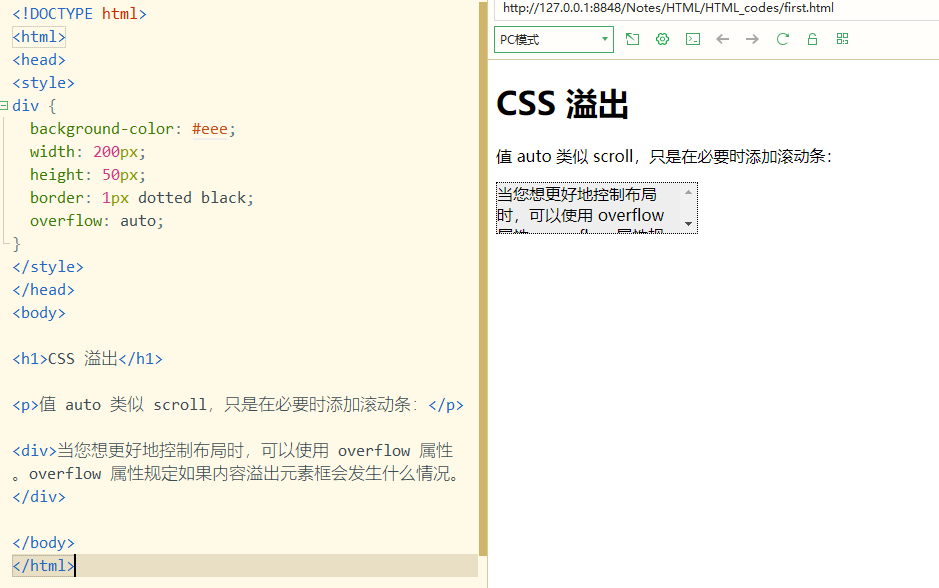 <!DOCTYPE html>
<html>
<head>
<style>
div {
  background-color: #eee;
  width: 200px;
  height: 50px;
  border: 1px dotted black;
  overflow: auto;
}
</style>
</head>
<body>
<h1>CSS 溢出</h1>
<p>值 auto 类似 scroll，只是在必要时添加滚动条：</p>
<div>当您想更好地控制布局时，可以使用 overflow 属性
。overflow 属性规定如果内容溢出元素框会发生什么情况。
</div>
</body>
</html>
http://127.0.0.1:8848/Notes/HTML/HTML_codes/first.html
PC模式
CSS 溢出
值 auto 类似 scroll，只是在必要时添加滚动条：
当您想更好地控制布局
时，可以使用 overflow